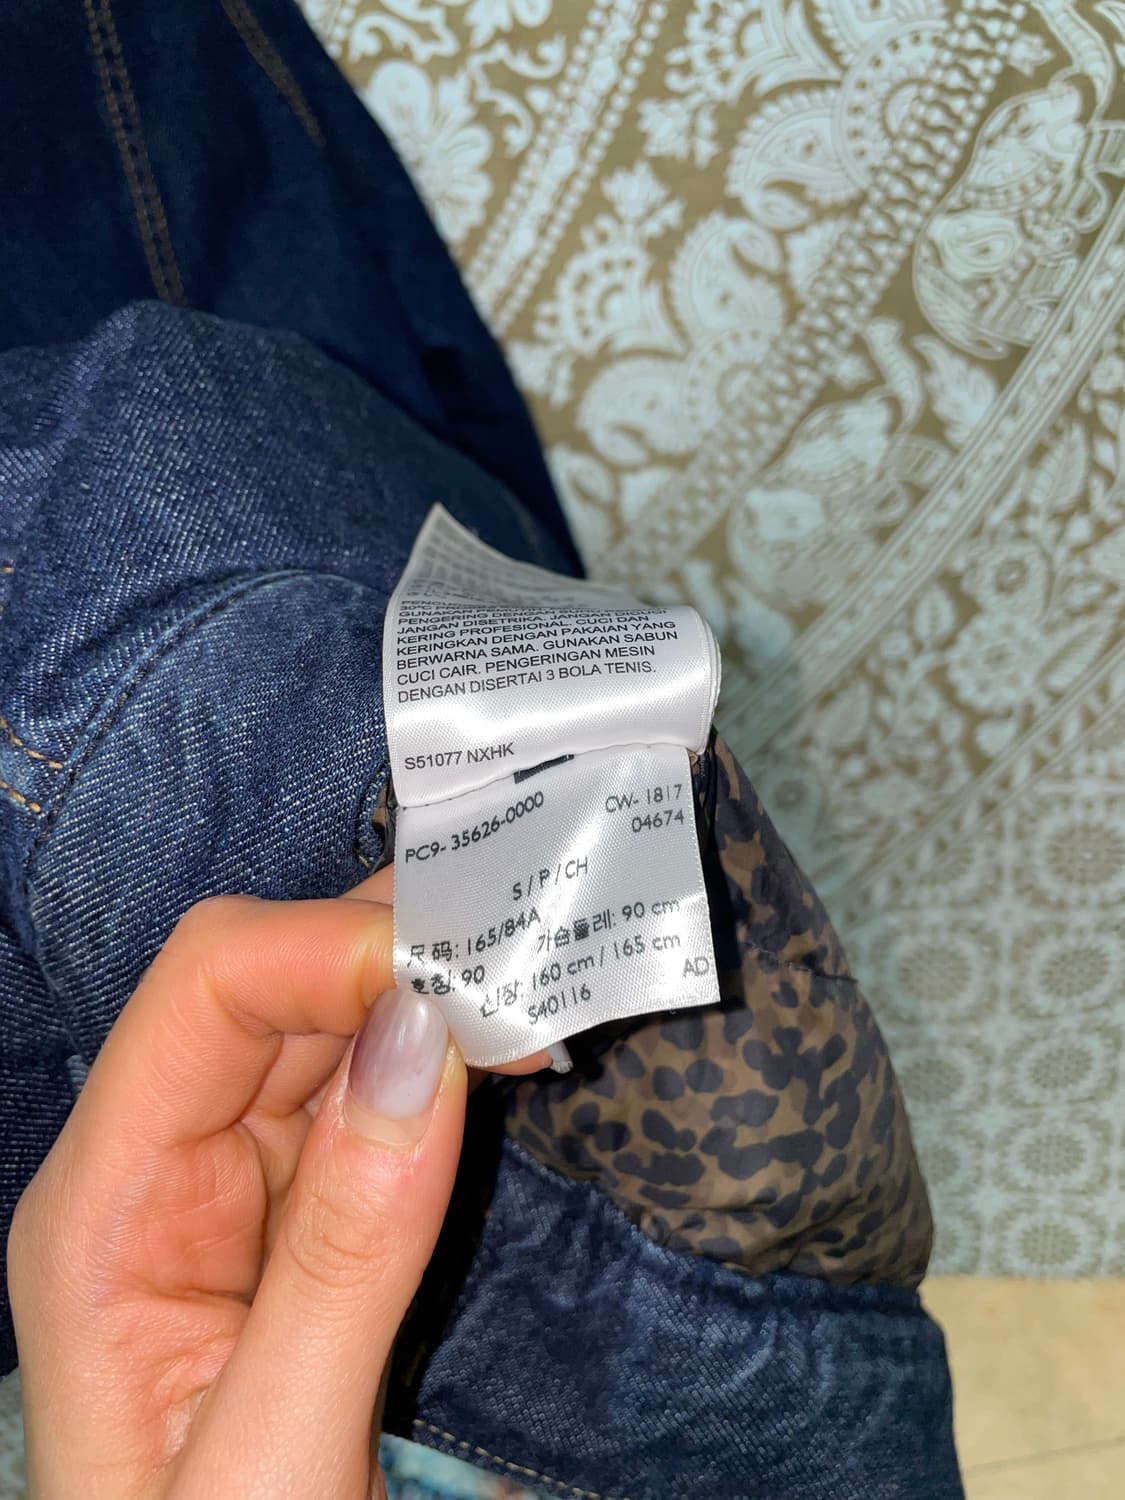 GUNAKAN
PENGERING DENGAN
JANGAN DISETRIKA. JANGAN DICUCI
KERING PROFESIONAL. CUCI DAN
KERINGKAN DENGAN PAKAIAN YANG
BERWARNA SAMA. GUNAKAN SABUN
CUCI CAIR. PENGERINGAN MESIN
DENGAN DISERTAI 3 BOLA TENIS.
S51077 NXHK
PC9- 35626-0000 CW- 1817
04674
S / P / CH
尺码: 165/84A 가슴둘레: 90 cm
호칭: 90 신장: 160 cm / 165 cm
S40116 AD